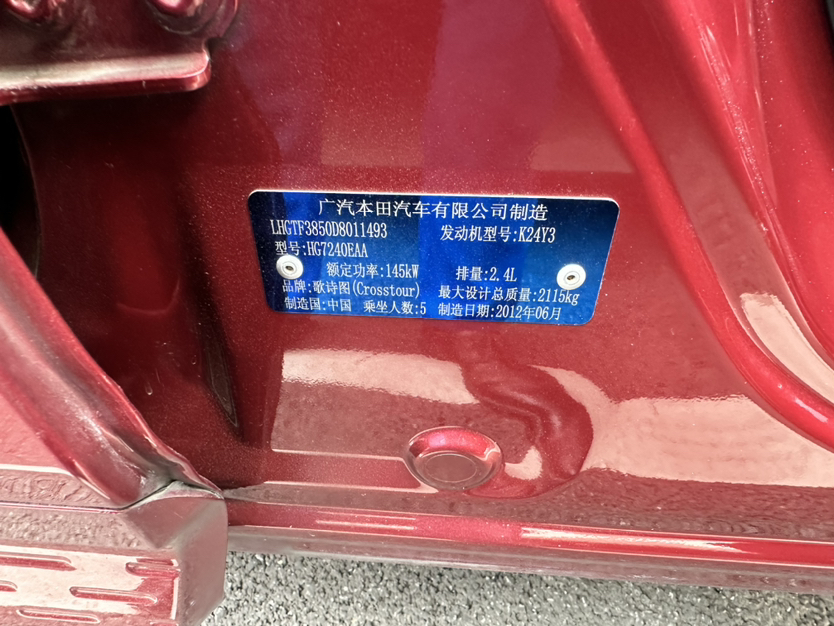 广汽本田汽车有限公司制造
LHGTF3850D8011493 发动机型号:K24Y3
型号:HG7240EAA
额定功率:145kW 排量:2.4L
品牌:歌诗图(Crosstour) 最大设计总质量:2115kg
制造国:中国 乘坐人数:5 制造日期:2012年06月